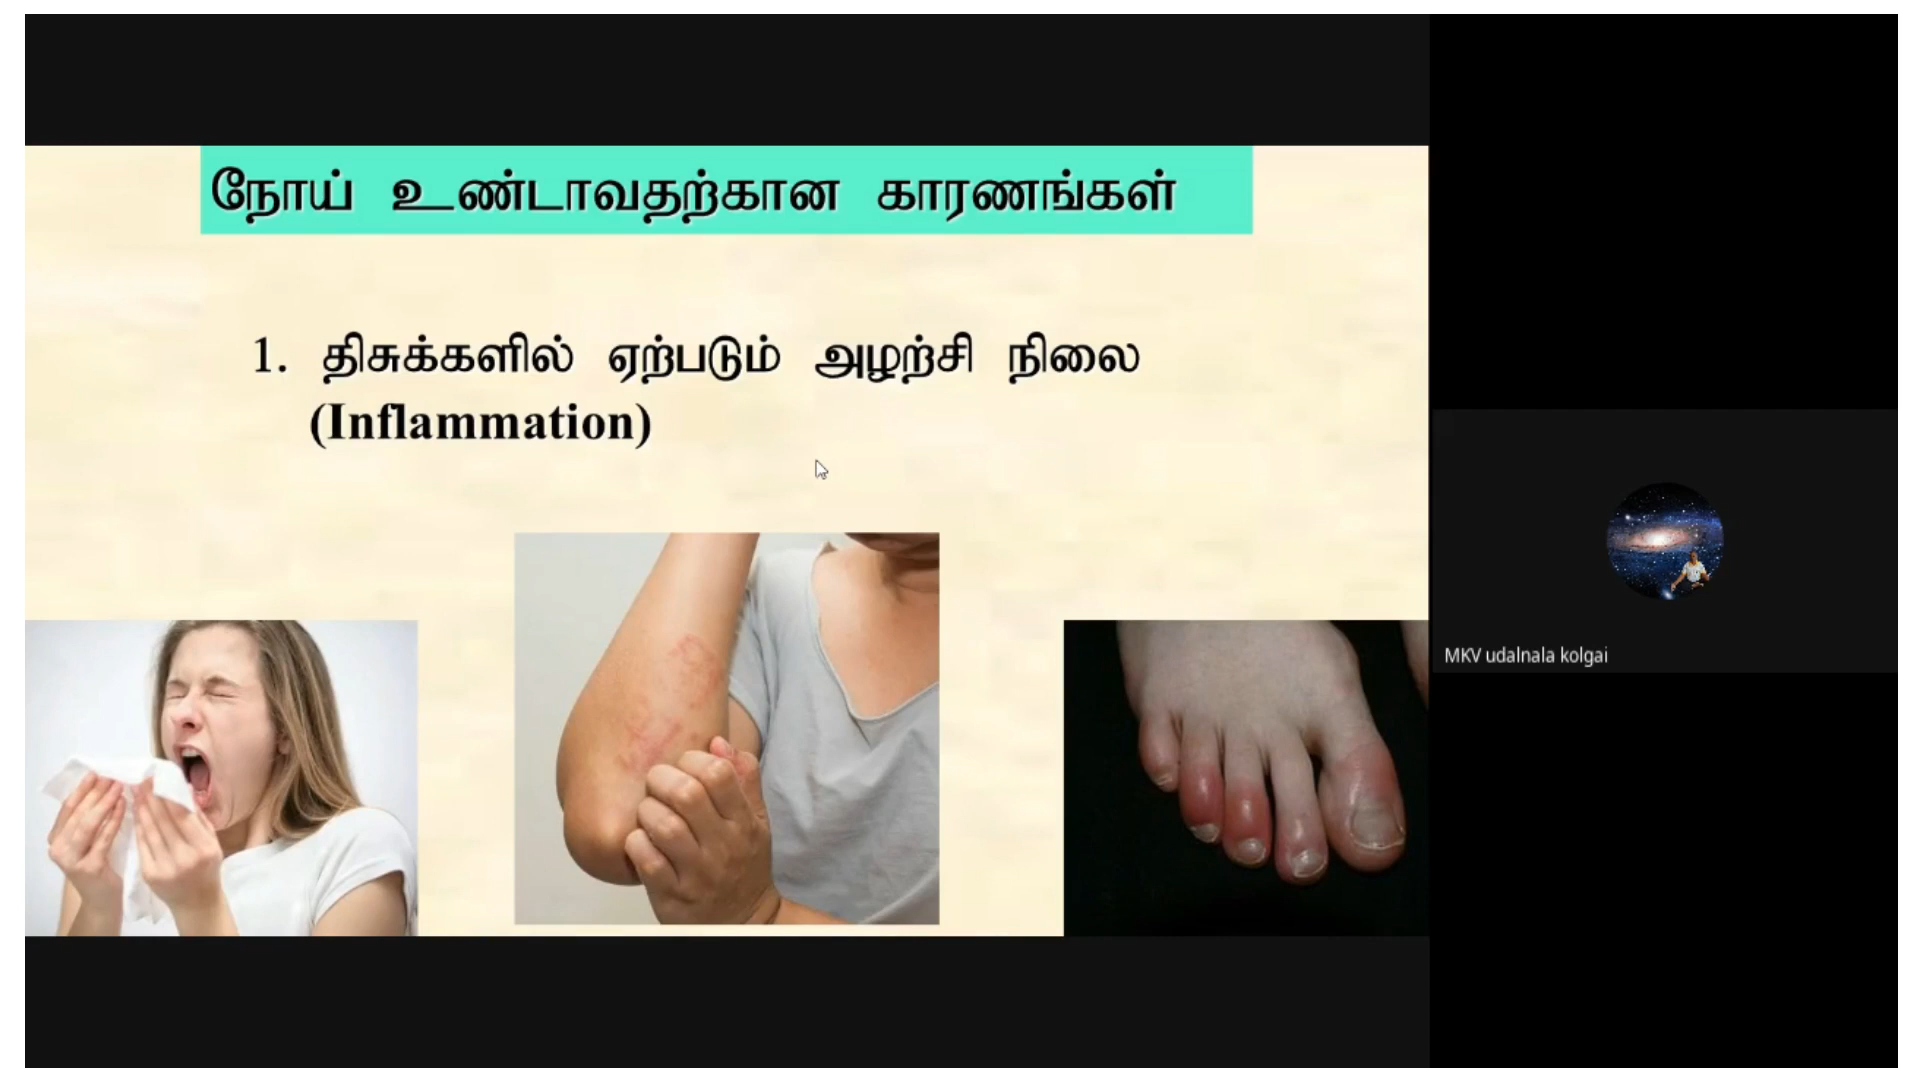 நோய் உண்டாவதற்கான காரணங்கள்
1. திசுக்களில் ஏற்படும் அழற்சி நிலை
(Inflammation)
MKV udalnala kolgai